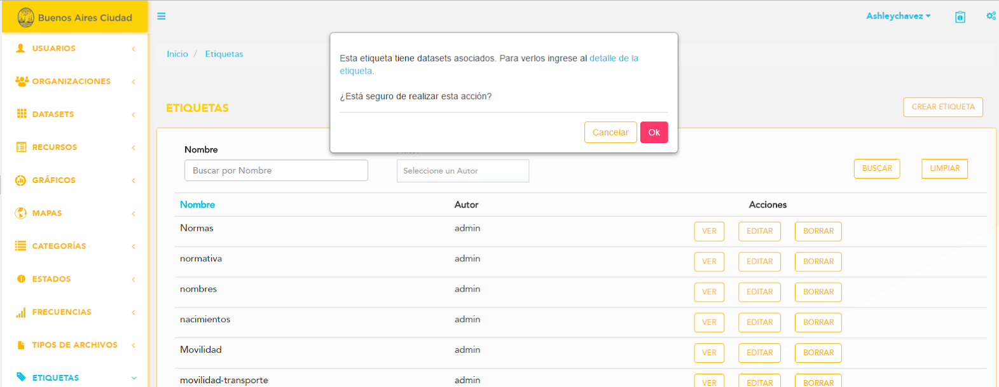 Buenos Aires Ciudad
Ashleychavez
USUARIOS
ORGANIZACIONES
DATASETS
RECURSOS
GRÁFICOS
MAPAS
CATEGORÍAS
ESTADOS
FRECUENCIAS
TIPOS DE ARCHIVOS
ETIQUETAS
Inicio / Etiquetas
Esta etiqueta tiene datasets asociados. Para verlos ingrese al detalle de la
etiqueta.
¿Está seguro de realizar esta acción?
Cancelar Ok
ETIQUETAS
CREAR ETIQUETA
Nombre
Buscar por Nombre Seleccione un Autor BUSCAR LIMPIAR
Nombre Autor Acciones
Normas admin VER EDITAR BORRAR
normativa admin VER EDITAR BORRAR
nombres admin VER EDITAR BORRAR
nacimientos admin VER EDITAR BORRAR
Movilidad admin VER EDITAR BORRAR
movilidad-transporte admin VER EDITAR BORRAR